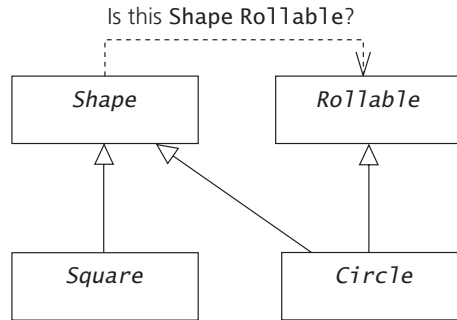 Is this Shape Rollable?
Shape
Rollable
Square
Circle